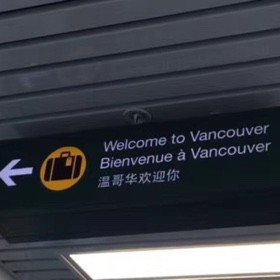 Welcome to Vancouver
Bienvenue à Vancouver
温哥华欢迎你